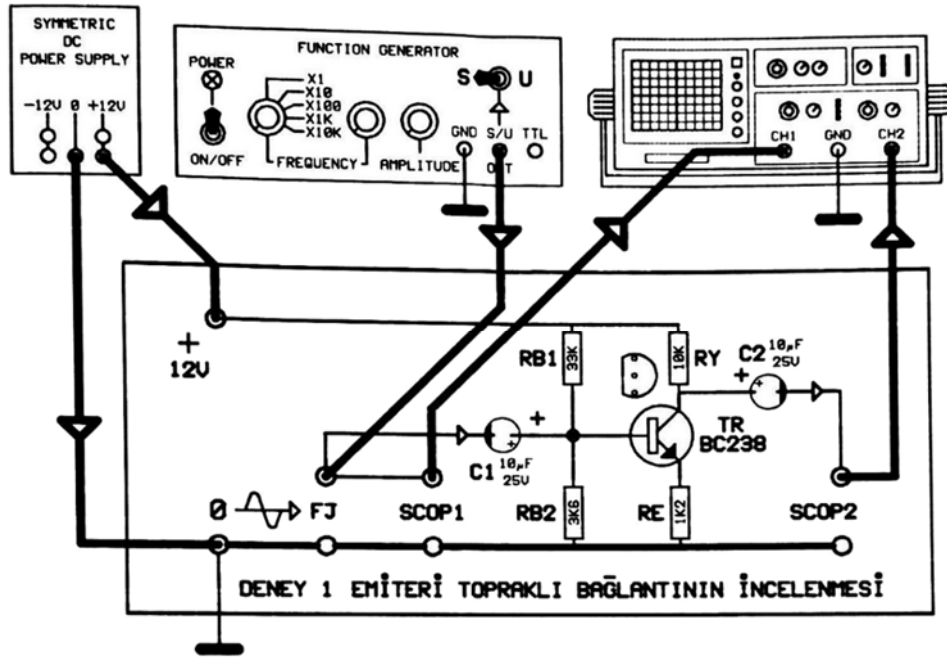 SYMMETRIC
DC
POWER SUPPLY
-12V 0 +12V
FUNCTION GENERATOR
POWER
ON/OFF
X1
X10
X100
X1K
X10K
FREQUENCY
AMPLITUDE
S U
GND S/U TTL
OUT
CH1 GND CH2
+
12V
RB1
33K
10K
RY
C2 10µF
25V
+
+
TR
BC238
C1 10µF
25V
0 FJ SCOP1
RB2
3K6
RE
1K2
SCOP2
DENEY 1 EMİTERİ TOPRAKLI BAĞLANTININ İNCELENMESİ